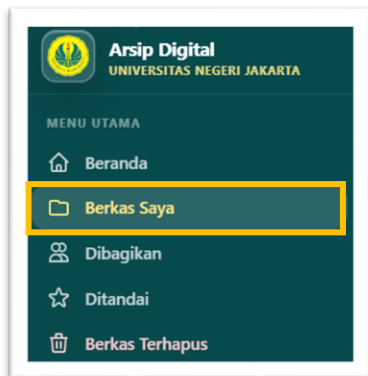 Arsip Digital
UNIVERSITAS NEGERI JAKARTA
MENU UTAMA
Beranda
Berkas Saya
Dibagikan
Ditandai
Berkas Terhapus